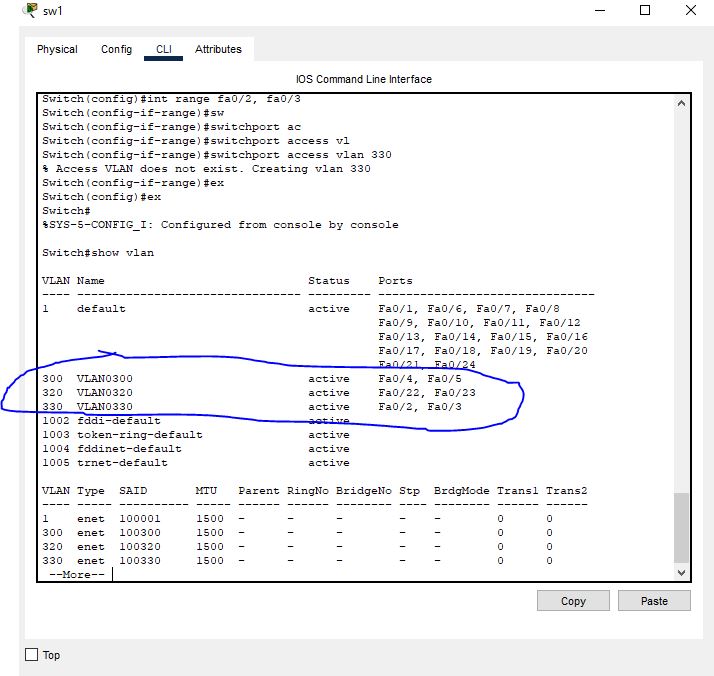 sw1
Physical Config CLI Attributes
IOS Command Line Interface
Switch(config)#int range fa0/2, fa0/3
Switch(config-if-range)#sw
Switch(config-if-range)#switchport ac
Switch(config-if-range)#switchport access vl
Switch(config-if-range)#switchport access vlan 330
% Access VLAN does not exist. Creating vlan 330
Switch(config-if-range)#ex
Switch(config)#ex
Switch#
%SYS-5-CONFIG_I: Configured from console by console
Switch#show vlan
VLAN Name Status Ports
---- -------------------------------- --------- -------------------------------
1 default active Fa0/1, Fa0/6, Fa0/7, Fa0/8
Fa0/9, Fa0/10, Fa0/11, Fa0/12
Fa0/13, Fa0/14, Fa0/15, Fa0/16
Fa0/17, Fa0/18, Fa0/19, Fa0/20
Fa0/21, Fa0/24
300 VLAN0300 active Fa0/4, Fa0/5
320 VLAN0320 active Fa0/22, Fa0/23
330 VLAN0330 active Fa0/2, Fa0/3
1002 fddi-default active
1003 token-ring-default active
1004 fddinet-default active
1005 trnet-default active
VLAN Type SAID MTU Parent RingNo BridgeNo Stp BrdgMode Trans1 Trans2
---- ----- ---------- ----- ------ ------ -------- ---- -------- ------ ------
1 enet 100001 1500 - - - - - 0 0
300 enet 100300 1500 - - - - - 0 0
320 enet 100320 1500 - - - - - 0 0
330 enet 100330 1500 - - - - - 0 0
--More--
Copy Paste
Top